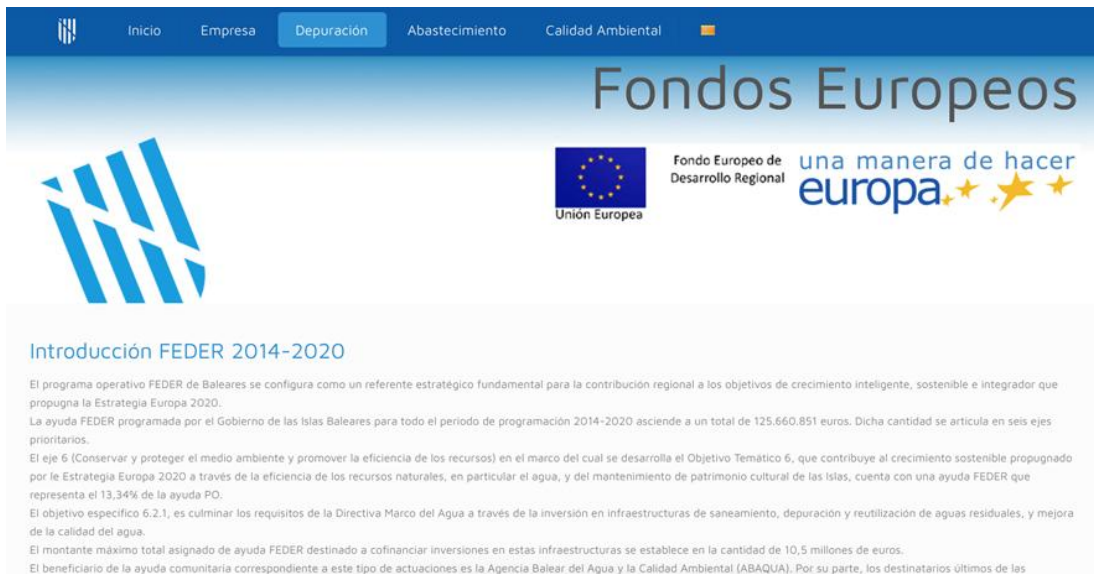 Inicio Empresa Depuración Abastecimiento Calidad Ambiental
Fondos Europeos
Unión Europea
Fondo Europeo de
Desarrollo Regional
una manera de hacer
europa
Introducción FEDER 2014-2020
El programa operativo FEDER de Baleares se configura como un referente estratégico fundamental para la contribución regional a los objetivos de crecimiento inteligente, sostenible e integrador que
propugna la Estrategia Europa 2020.
La ayuda FEDER programada por el Gobierno de las Islas Baleares para todo el periodo de programación 2014-2020 asciende a un total de 125.660.851 euros. Dicha cantidad se articula en seis ejes
prioritarios.
El eje 6 (Conservar y proteger el medio ambiente y promover la eficiencia de los recursos) en el marco del cual se desarrolla el Objetivo Temático 6, que contribuye al crecimiento sostenible propugnado
por le Estrategia Europa 2020 a través de la eficiencia de los recursos naturales, en particular el agua, y del mantenimiento de patrimonio cultural de las Islas, cuenta con una ayuda FEDER que
representa el 13,34% de la ayuda PO.
El objetivo especifico 6.2.1, es culminar los requisitos de la Directiva Marco del Agua a través de la inversión en infraestructuras de saneamiento, depuración y reutilización de aguas residuales, y mejora
de la calidad del agua.
El montante máximo total asignado de ayuda FEDER destinado a cofinanciar inversiones en estas infraestructuras se establece en la cantidad de 10,5 millones de euros.
El beneficiario de la ayuda comunitaria correspondiente a este tipo de actuaciones es la Agencia Balear del Agua y la Calidad Ambiental (ABAQUA). Por su parte, los destinatarios últimos de las